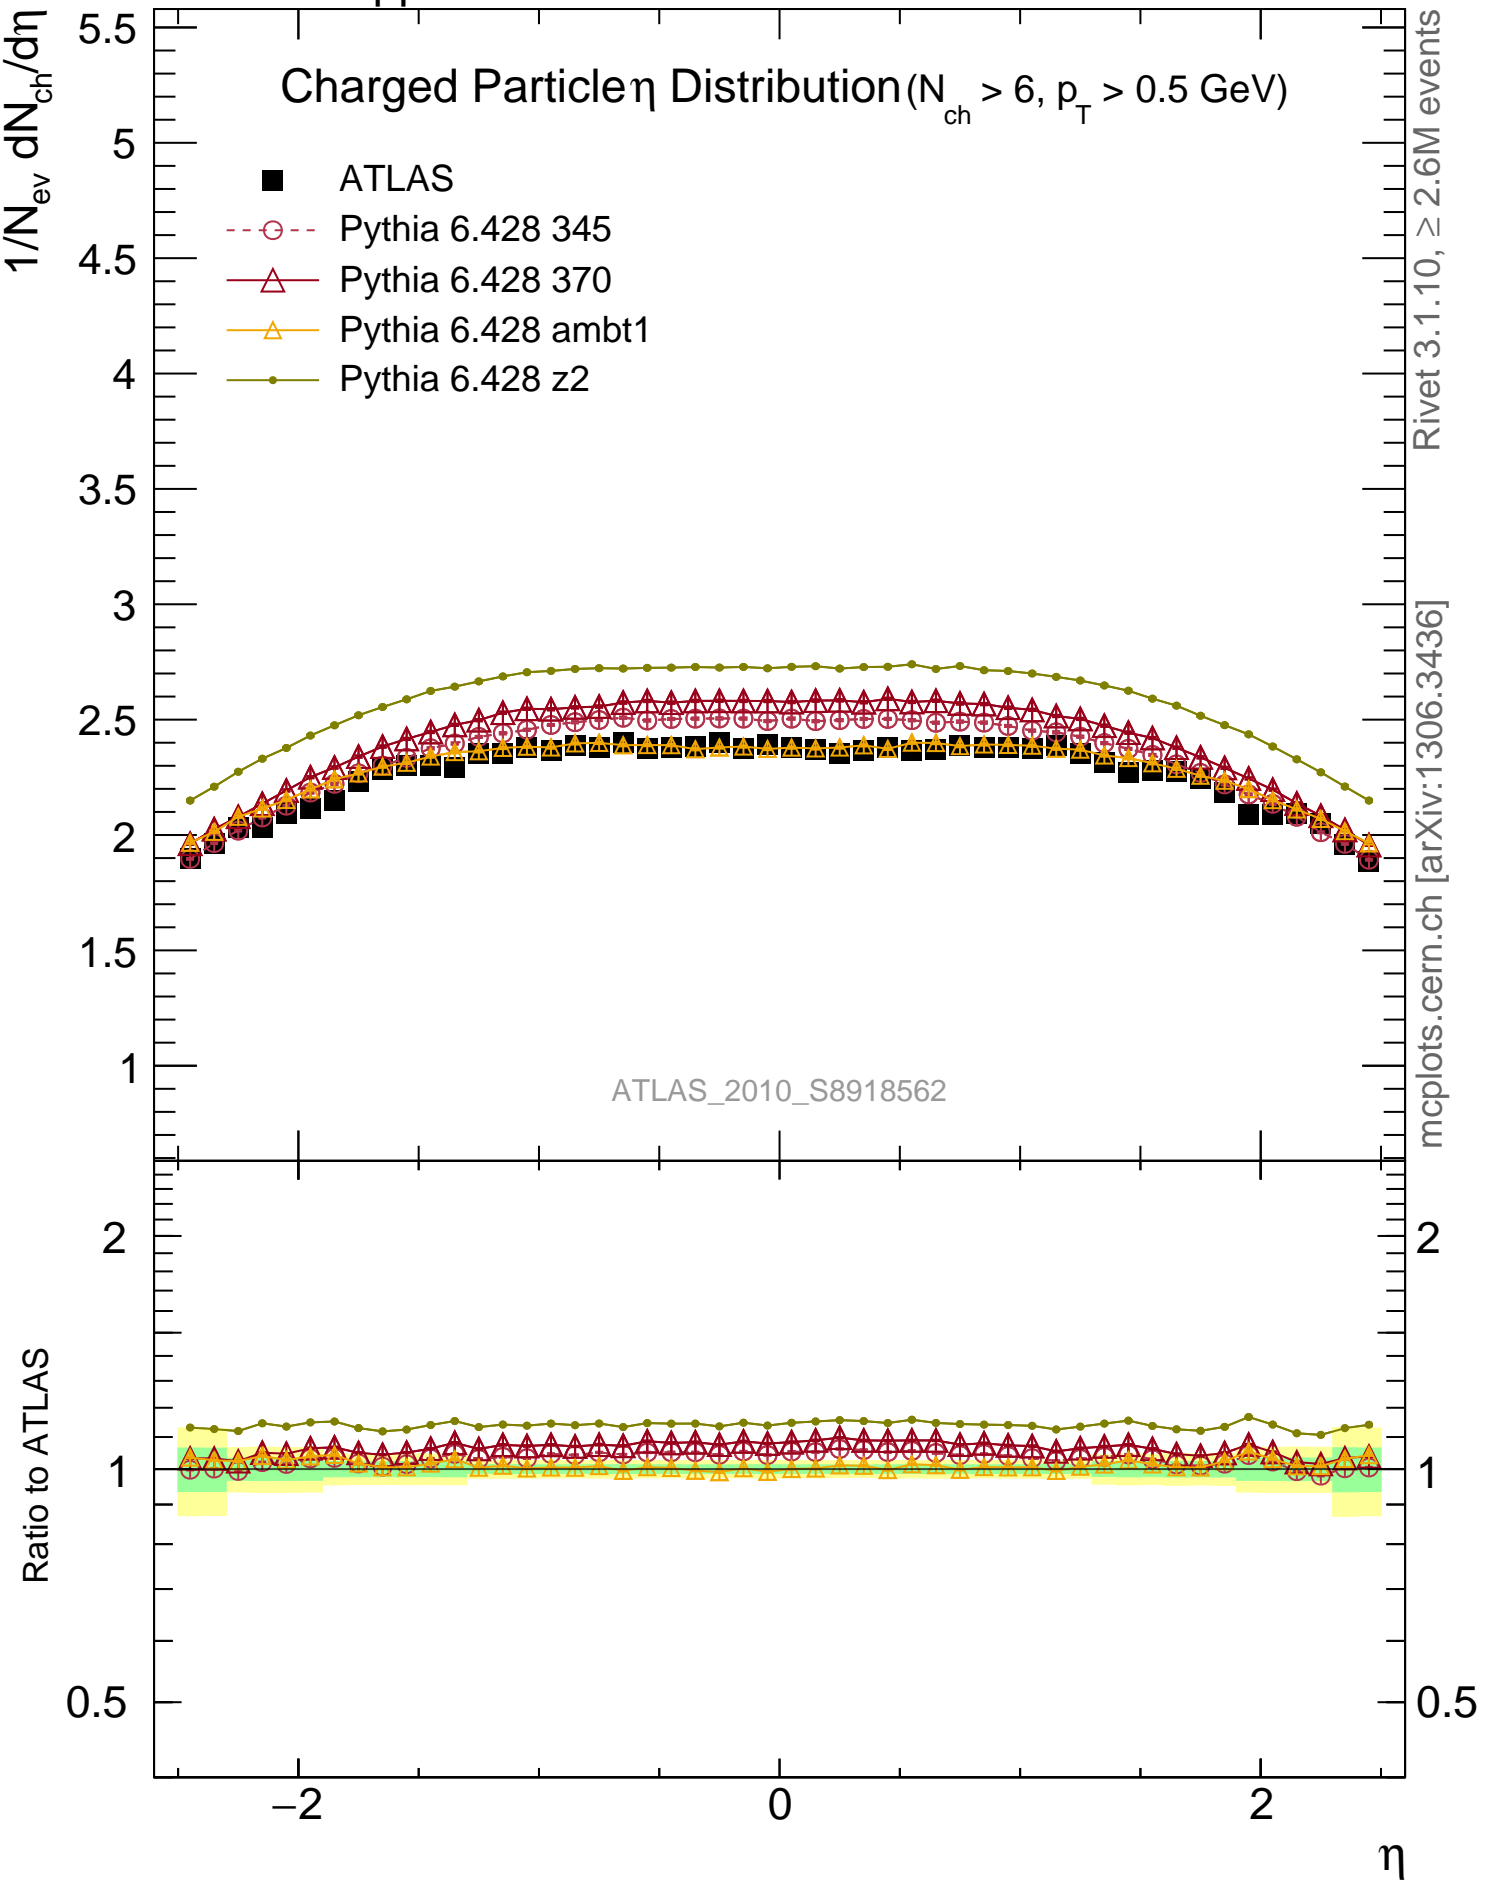 Charged Particle η Distribution (N_ch > 6, p_T > 0.5 GeV)
1/N_ev dN_ch/dη
ATLAS
Pythia 6.428 345
Pythia 6.428 370
Pythia 6.428 ambt1
Pythia 6.428 z2
5.5
5
4.5
4
3.5
3
2.5
2
1.5
1
ATLAS_2010_S8918562
Rivet 3.1.10, ≥ 2.6M events
mcplots.cern.ch [arXiv:1306.3436]
Ratio to ATLAS
2
1
0.5
2
1
0.5
−2
0
2
η